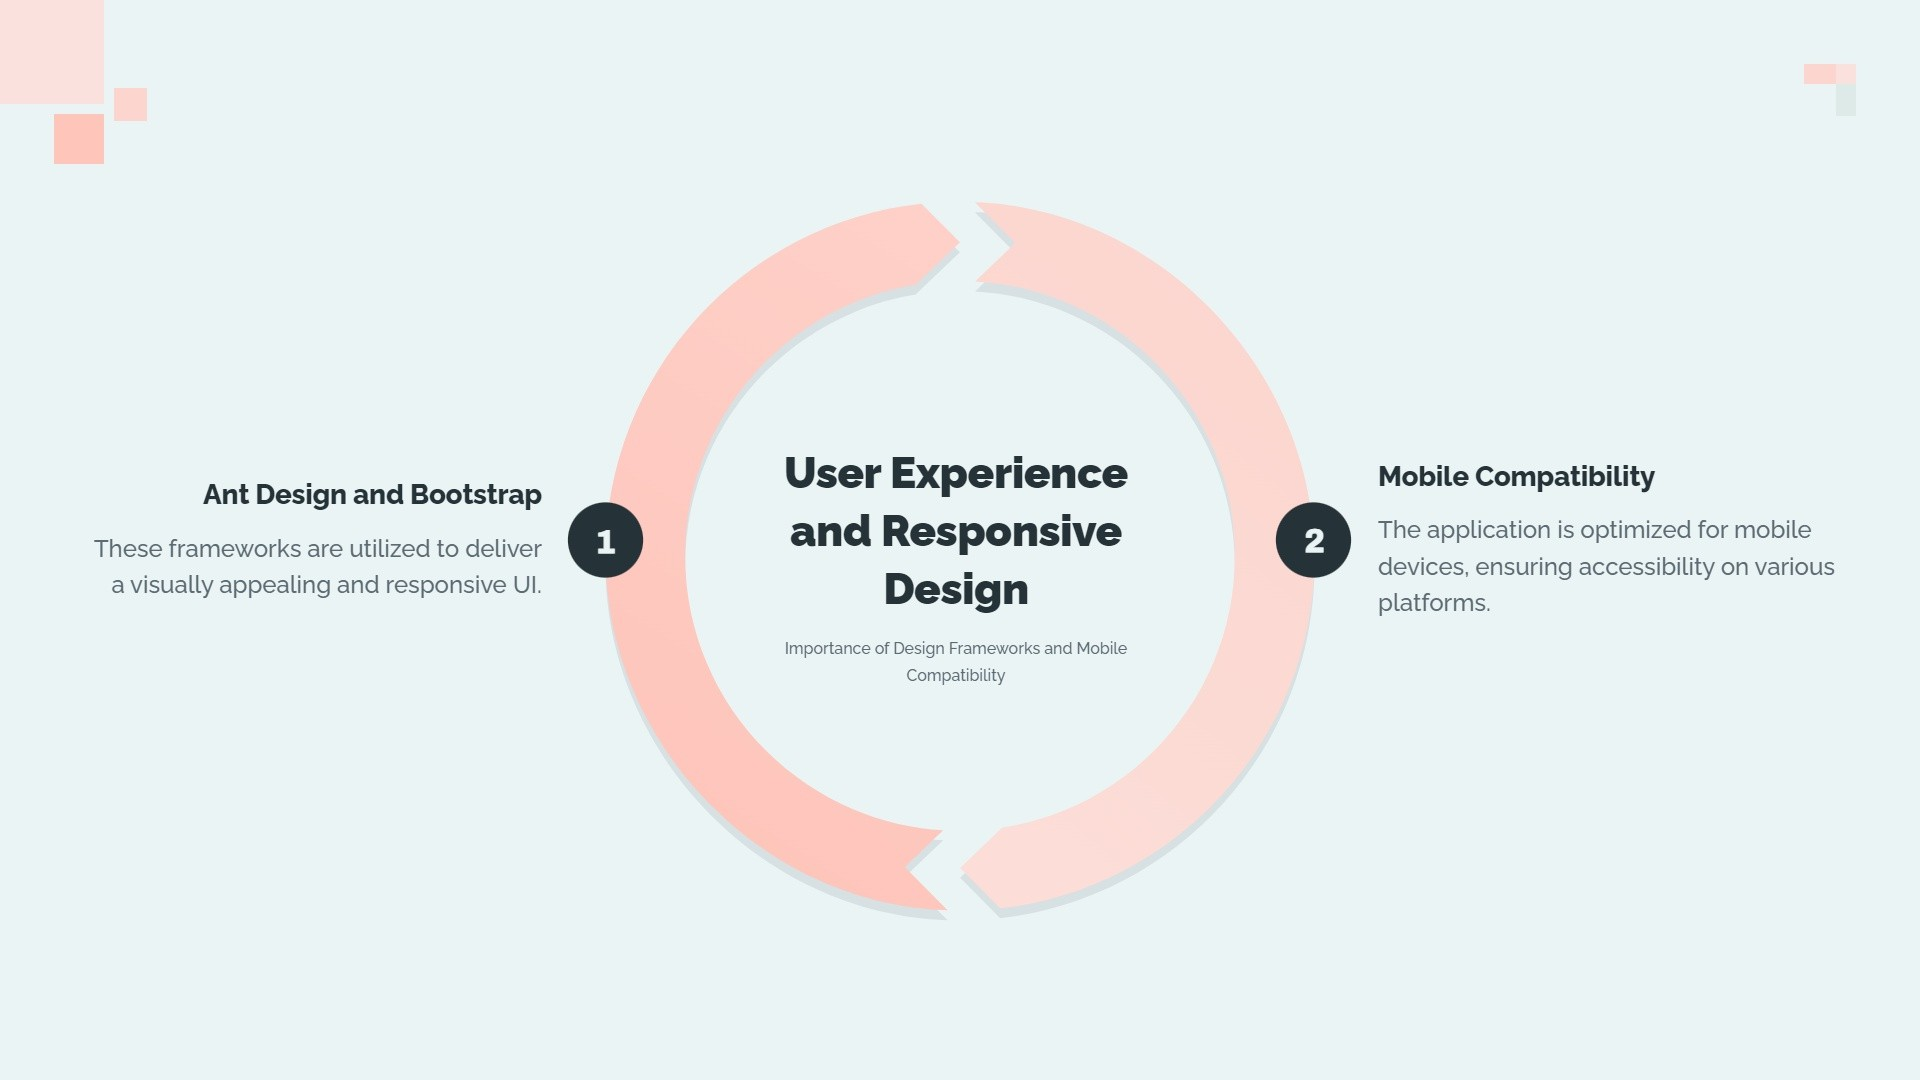 User Experience
and Responsive
Design
Importance of Design Frameworks and Mobile
Compatibility
1
Ant Design and Bootstrap
These frameworks are utilized to deliver
a visually appealing and responsive UI.
2
Mobile Compatibility
The application is optimized for mobile
devices, ensuring accessibility on various
platforms.